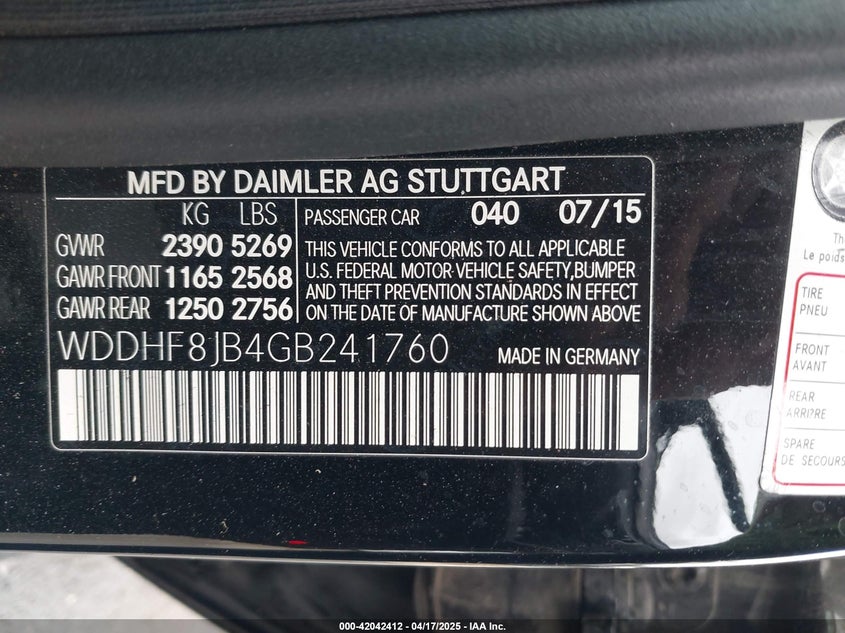 MFD BY DAIMLER AG STUTTGART
KG LBS
GVWR 2390 5269
GAWR FRONT 1165 2568
GAWR REAR 1250 2756
PASSENGER CAR 040 07/15
THIS VEHICLE CONFORMS TO ALL APPLICABLE
U.S. FEDERAL MOTOR VEHICLE SAFETY, BUMPER
AND THEFT PREVENTION STANDARDS IN EFFECT
ON THE DATE OF MANUFACTURE SHOWN ABOVE
WDDHF8JB4GB241760
MADE IN GERMANY
Le poids
TIRE
PNEU
FRONT
AVANT
REAR
ARRIÈRE
SPARE
DE SECOURS
000-42042412 | 04/17/2025 | IAA Inc.